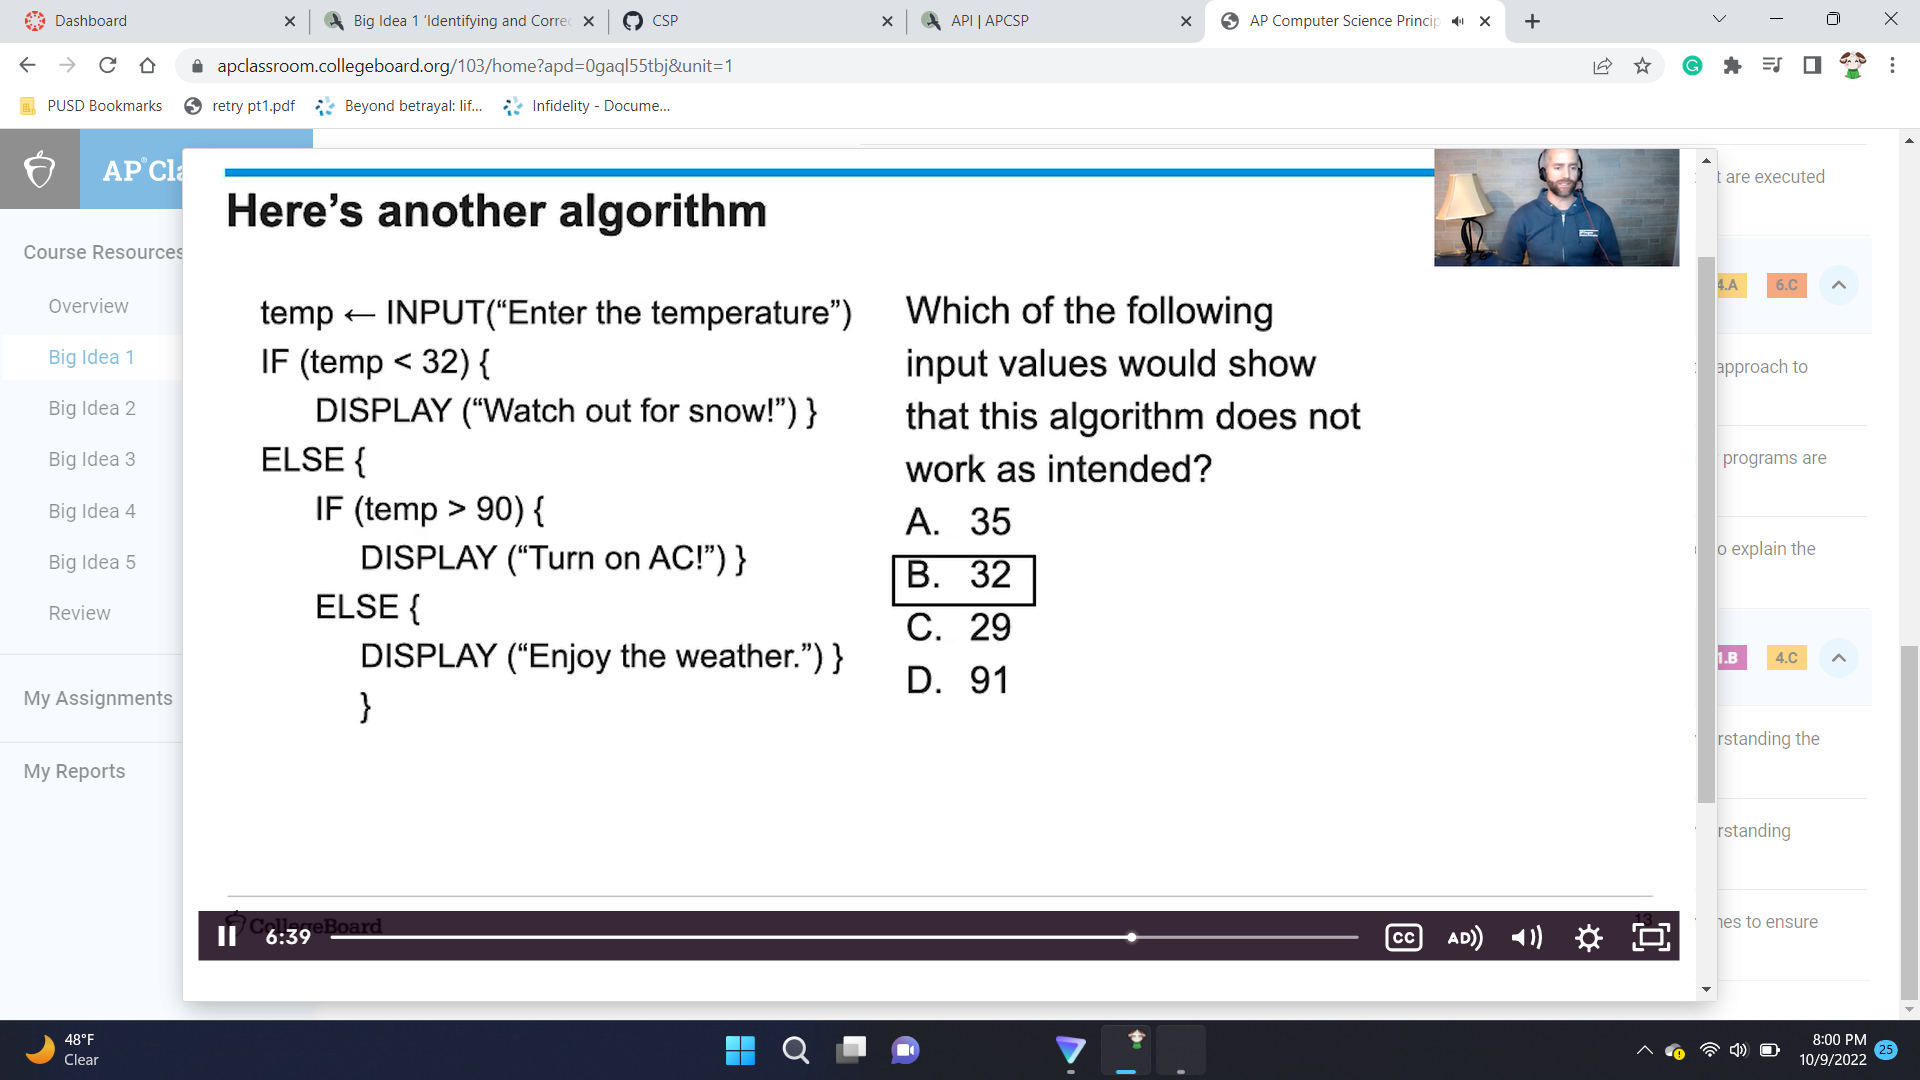 Dashboard
Big Idea 1 'Identifying and Correc
CSP
API | APCSP
AP Computer Science Princip
apclassroom.collegeboard.org/103/home?apd=0gaql55tbj&unit=1
PUSD Bookmarks
retry pt1.pdf
Beyond betrayal: lif...
Infidelity - Docume...
AP® Cla
Course Resources
Overview
Big Idea 1
Big Idea 2
Big Idea 3
Big Idea 4
Big Idea 5
Review
My Assignments
My Reports
Here's another algorithm
temp ← INPUT(“Enter the temperature”)
IF (temp < 32) {
DISPLAY (“Watch out for snow!”) }
ELSE {
IF (temp > 90) {
DISPLAY (“Turn on AC!”) }
ELSE {
DISPLAY (“Enjoy the weather.”) }
}
Which of the following
input values would show
that this algorithm does not
work as intended?
A. 35
B. 32
C. 29
D. 91
CollegeBoard
13
6:39
CC
AD
t are executed
4.A
6.C
approach to
programs are
o explain the
1.B
4.C
rstanding the
rstanding
nes to ensure
48°F
Clear
8:00 PM
10/9/2022
25